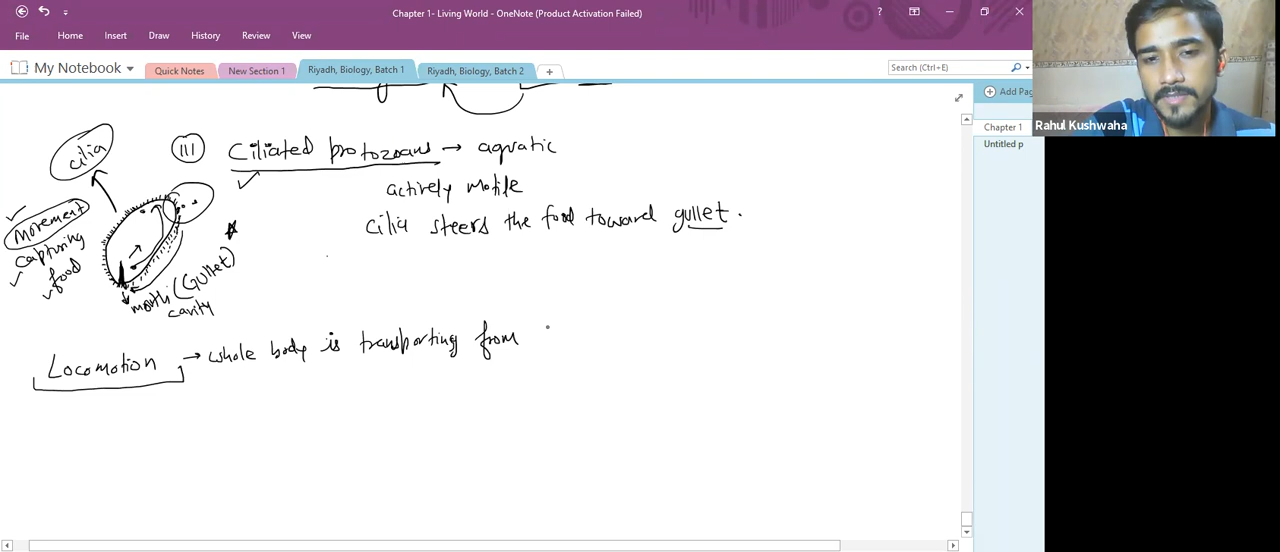 Chapter 1- Living World - OneNote (Product Activation Failed)
?
File Home Insert Draw History Review View
My Notebook
Quick Notes
New Section 1
Riyadh, Biology, Batch 1
Riyadh, Biology, Batch 2
Search (Ctrl+E)
Add Pag
Chapter 1
Untitled p
Rahul Kushwaha
cilia
III Ciliated protozoans → aquatic
actively motile
cilia steers the food toward gullet.
Movement
capturing
food
mouth (Gullet)
cavity
Locomotion → whole body is transporting from